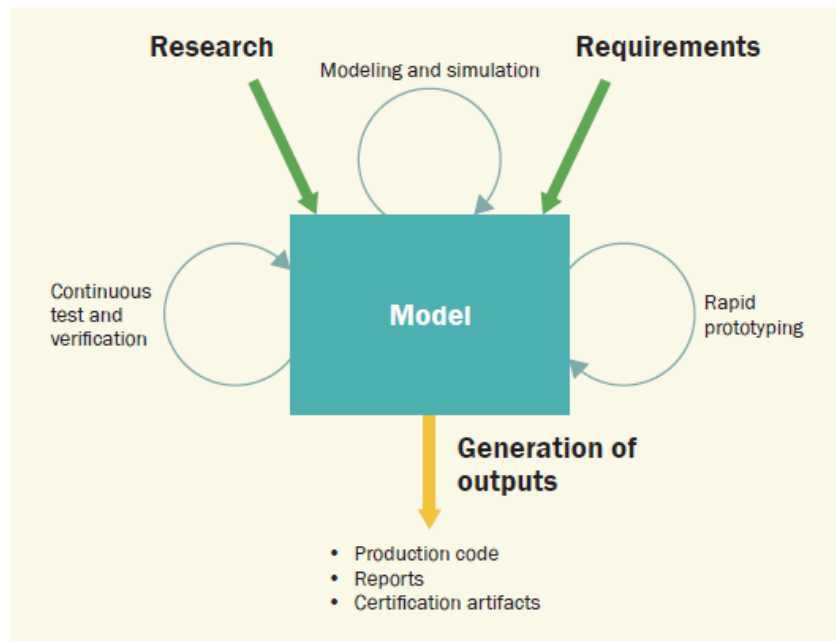 Research
Requirements
Modeling and simulation
Continuous
test and
verification
Model
Rapid
prototyping
Generation of
outputs
• Production code
• Reports
• Certification artifacts